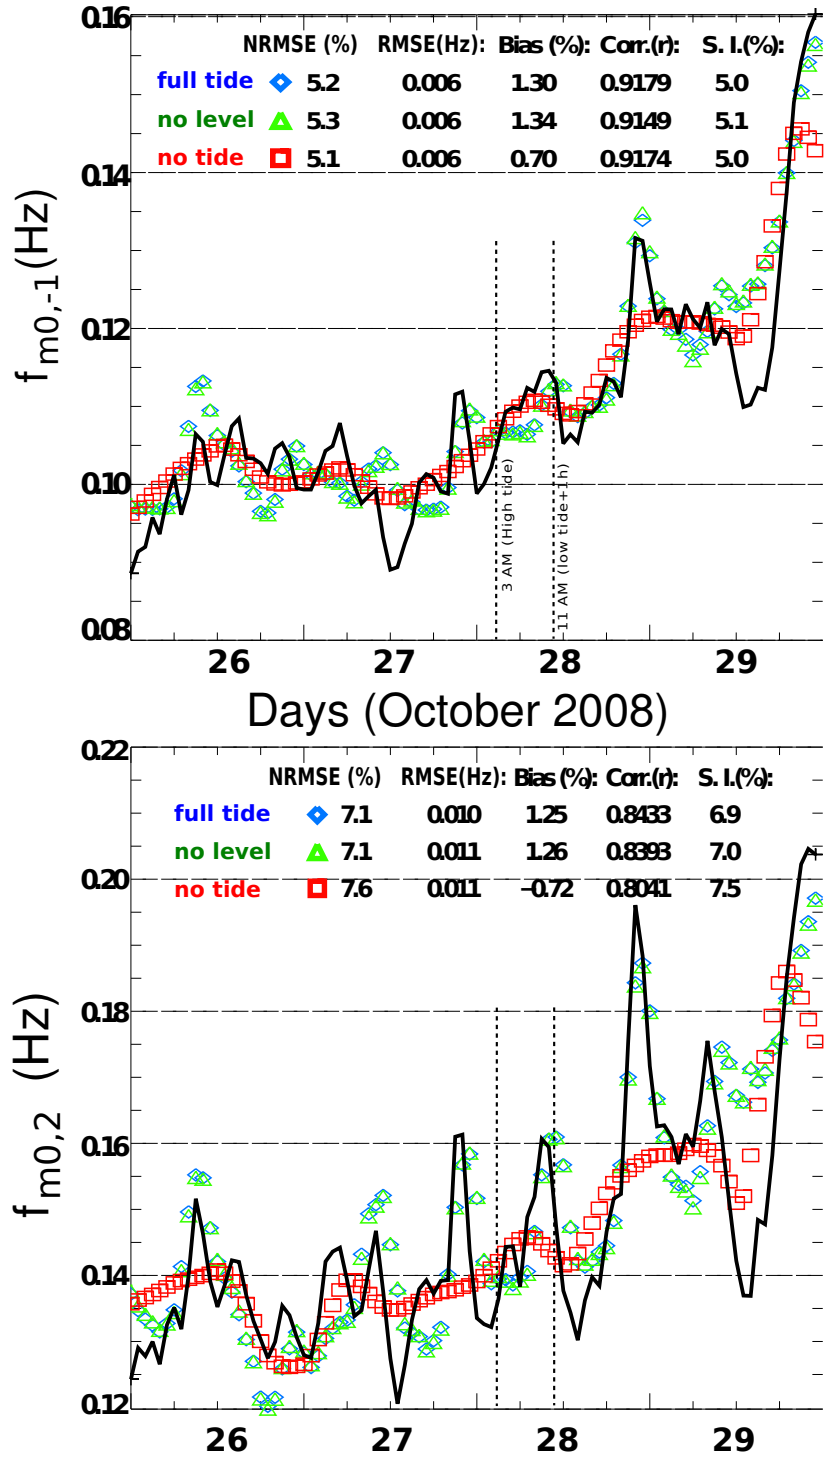 0.16
NRMSE (%) RMSE(Hz): Bias (%): Corr.(r): S. I.(%):
full tide 5.2 0.006 1.30 0.9179 5.0
no level 5.3 0.006 1.34 0.9149 5.1
no tide 5.1 0.006 0.70 0.9174 5.0
0.14
f m0,-1 (Hz)
0.12
0.10
3 AM (High tide)
11 AM (low tide+1h)
0.08
26 27 28 29
Days (October 2008)
0.22
NRMSE (%) RMSE(Hz): Bias (%): Corr.(r): S. I.(%):
full tide 7.1 0.010 1.25 0.8433 6.9
no level 7.1 0.011 1.26 0.8393 7.0
0.20
no tide 7.6 0.011 −0.72 0.8041 7.5
0.18
f m0,2 (Hz)
0.16
0.14
0.12
26 27 28 29